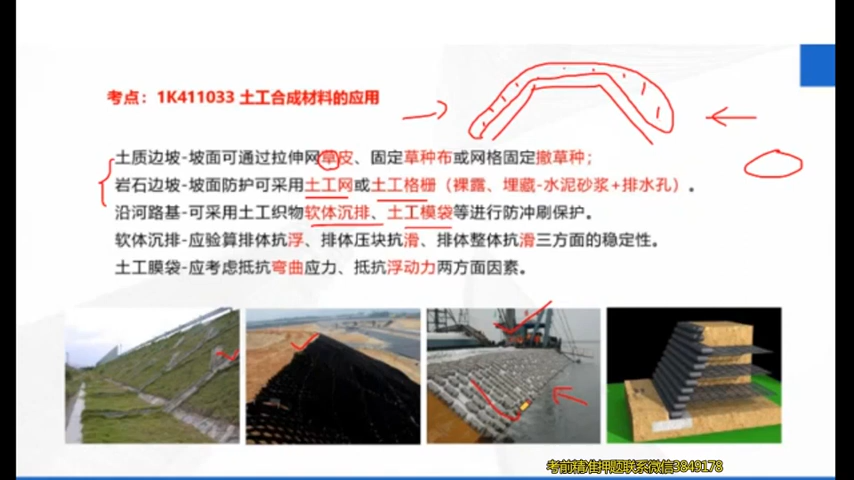 考点：1K411033 土工合成材料的应用
土质边坡-坡面可通过拉伸网草皮、固定草种布或网格固定撤草种；
岩石边坡-坡面防护可采用土工网或土工格栅（裸露、埋藏-水泥砂浆+排水孔）。
沿河路基-可采用土工织物软体沉排、土工模袋等进行防冲刷保护。
软体沉排-应验算排体抗浮、排体压块抗滑、排体整体抗滑三方面的稳定性。
土工膜袋-应考虑抵抗弯曲应力、抵抗浮动力两方面因素。
考前精准押题联系微信3849178